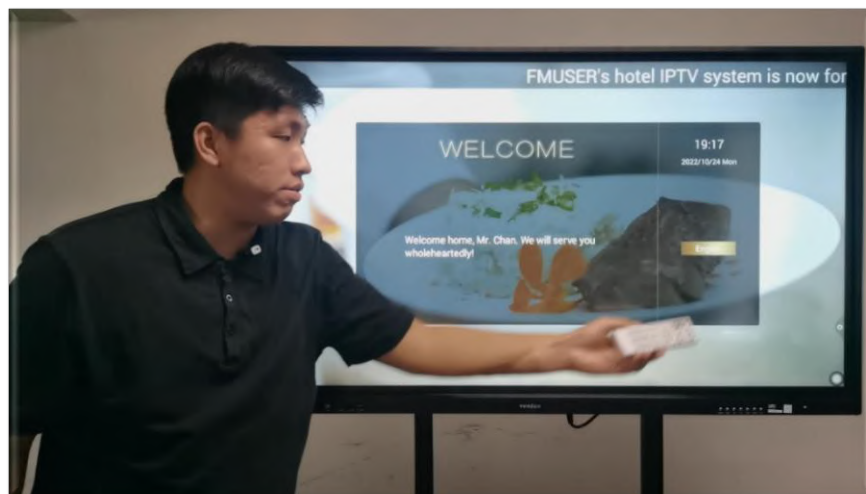 FMUSER's hotel IPTV system is now for
WELCOME
19:17
2022/10/24 Mon
Welcome home, Mr. Chan. We will serve you
wholeheartedly!